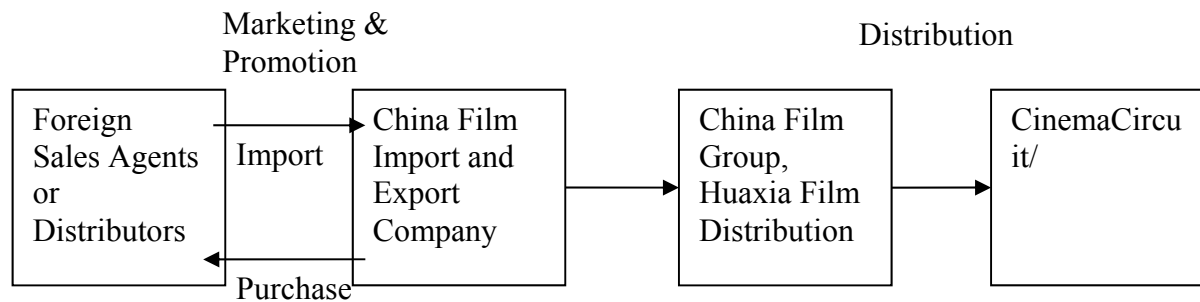 Marketing &
Promotion
Distribution
Foreign
Sales Agents
or
Distributors
Import
Purchase
China Film
Import and
Export
Company
China Film
Group,
Huaxia Film
Distribution
CinemaCircu
it/